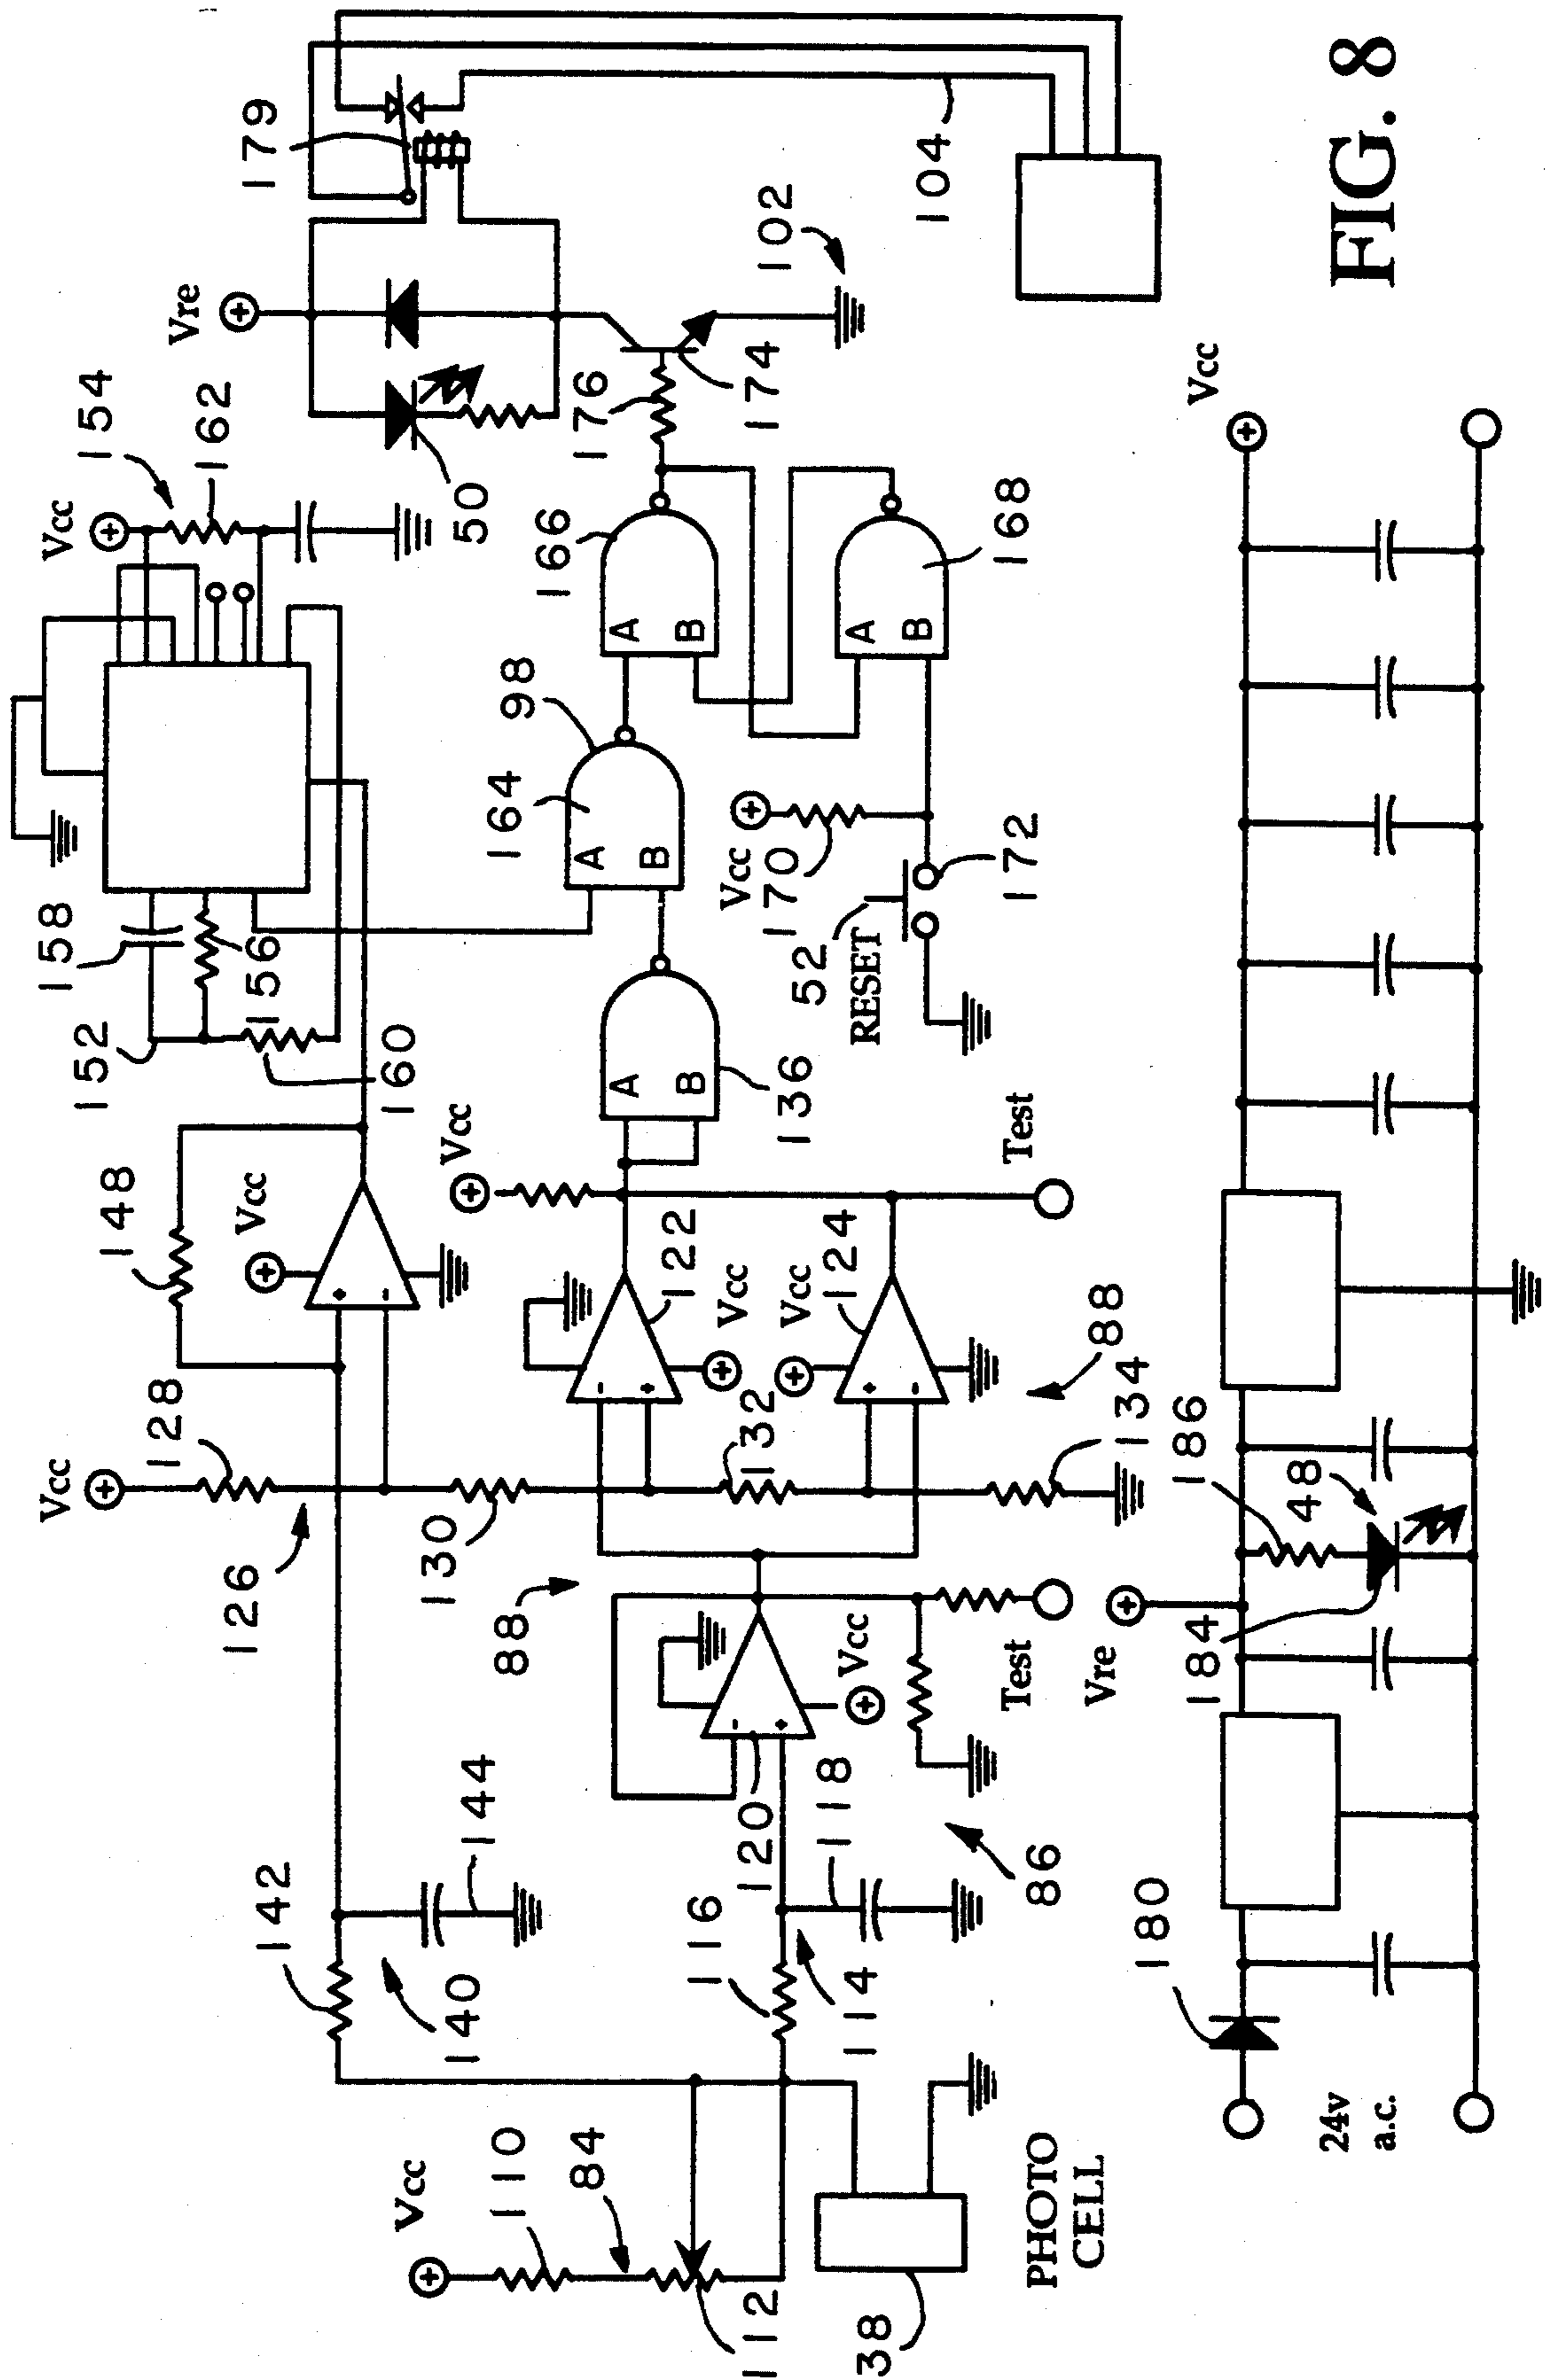 Vcc
128
152
158
Vcc
154
162
148
Vcc
160
156
50
Vre
179
142
126
140
144
Vcc
110
84
130
Vcc
88
122
Vcc
164
98
166
176
174
102
112
116
114
120
118
Vcc
132
Vcc
124
136
Vcc
170
52
RESET
172
168
A
B
A
B
A
B
A
B
104
38
PHOTO
CELL
86
Test
88
134
Test
180
Vre
184
186
48
Vcc
24v
a.c.
+
-
-
+
-
+
+
-
FIG. 8